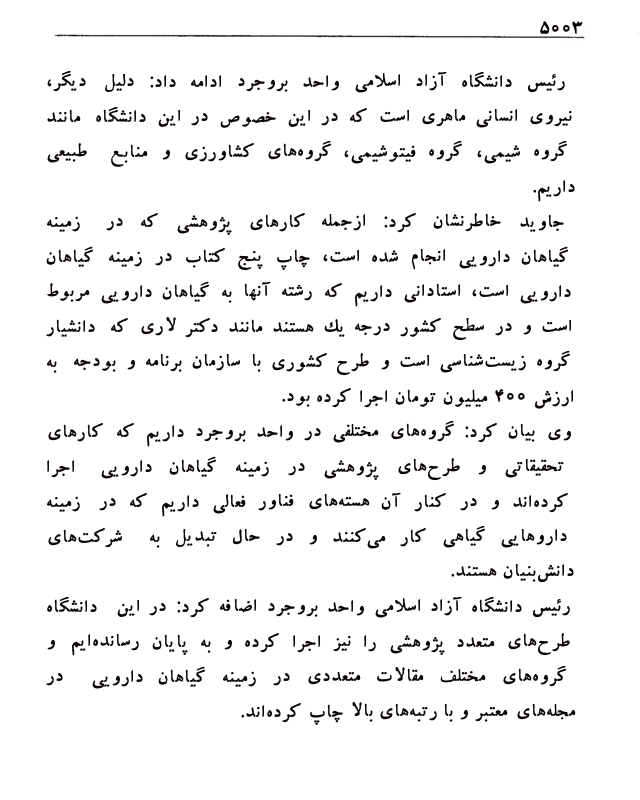 ۵۰۰۳
رئیس دانشگاه آزاد اسلامی واحد بروجرد ادامه داد: دلیل دیگر،
نیروی انسانی ماهری است که در این خصوص در این دانشگاه مانند
گروه شیمی، گروه فیتوشیمی، گروه‌های کشاورزی و منابع طبیعی
داریم.
جاوید خاطرنشان کرد: ازجمله کارهای پژوهشی که در زمینه
گیاهان دارویی انجام شده است، چاپ پنج کتاب در زمینه گیاهان
دارویی است، استادانی داریم که رشته آنها به گیاهان دارویی مربوط
است و در سطح کشور درجه یك هستند مانند دکتر لاری که دانشیار
گروه زیست‌شناسی است و طرح کشوری با سازمان برنامه و بودجه به
ارزش ۴۰۰ میلیون تومان اجرا کرده بود.
وی بیان کرد: گروه‌های مختلفی در واحد بروجرد داریم که کارهای
تحقیقاتی و طرح‌های پژوهشی در زمینه گیاهان دارویی اجرا
کرده‌اند و در کنار آن هسته‌های فناور فعالی داریم که در زمینه
داروهایی گیاهی کار می‌کنند و در حال تبدیل به شرکت‌های
دانش‌بنیان هستند.
رئیس دانشگاه آزاد اسلامی واحد بروجرد اضافه کرد: در این دانشگاه
طرح‌های متعدد پژوهشی را نیز اجرا کرده و به پایان رسانده‌ایم و
گروه‌های مختلف مقالات متعددی در زمینه گیاهان دارویی در
مجله‌های معتبر و با رتبه‌های بالا چاپ کرده‌اند.